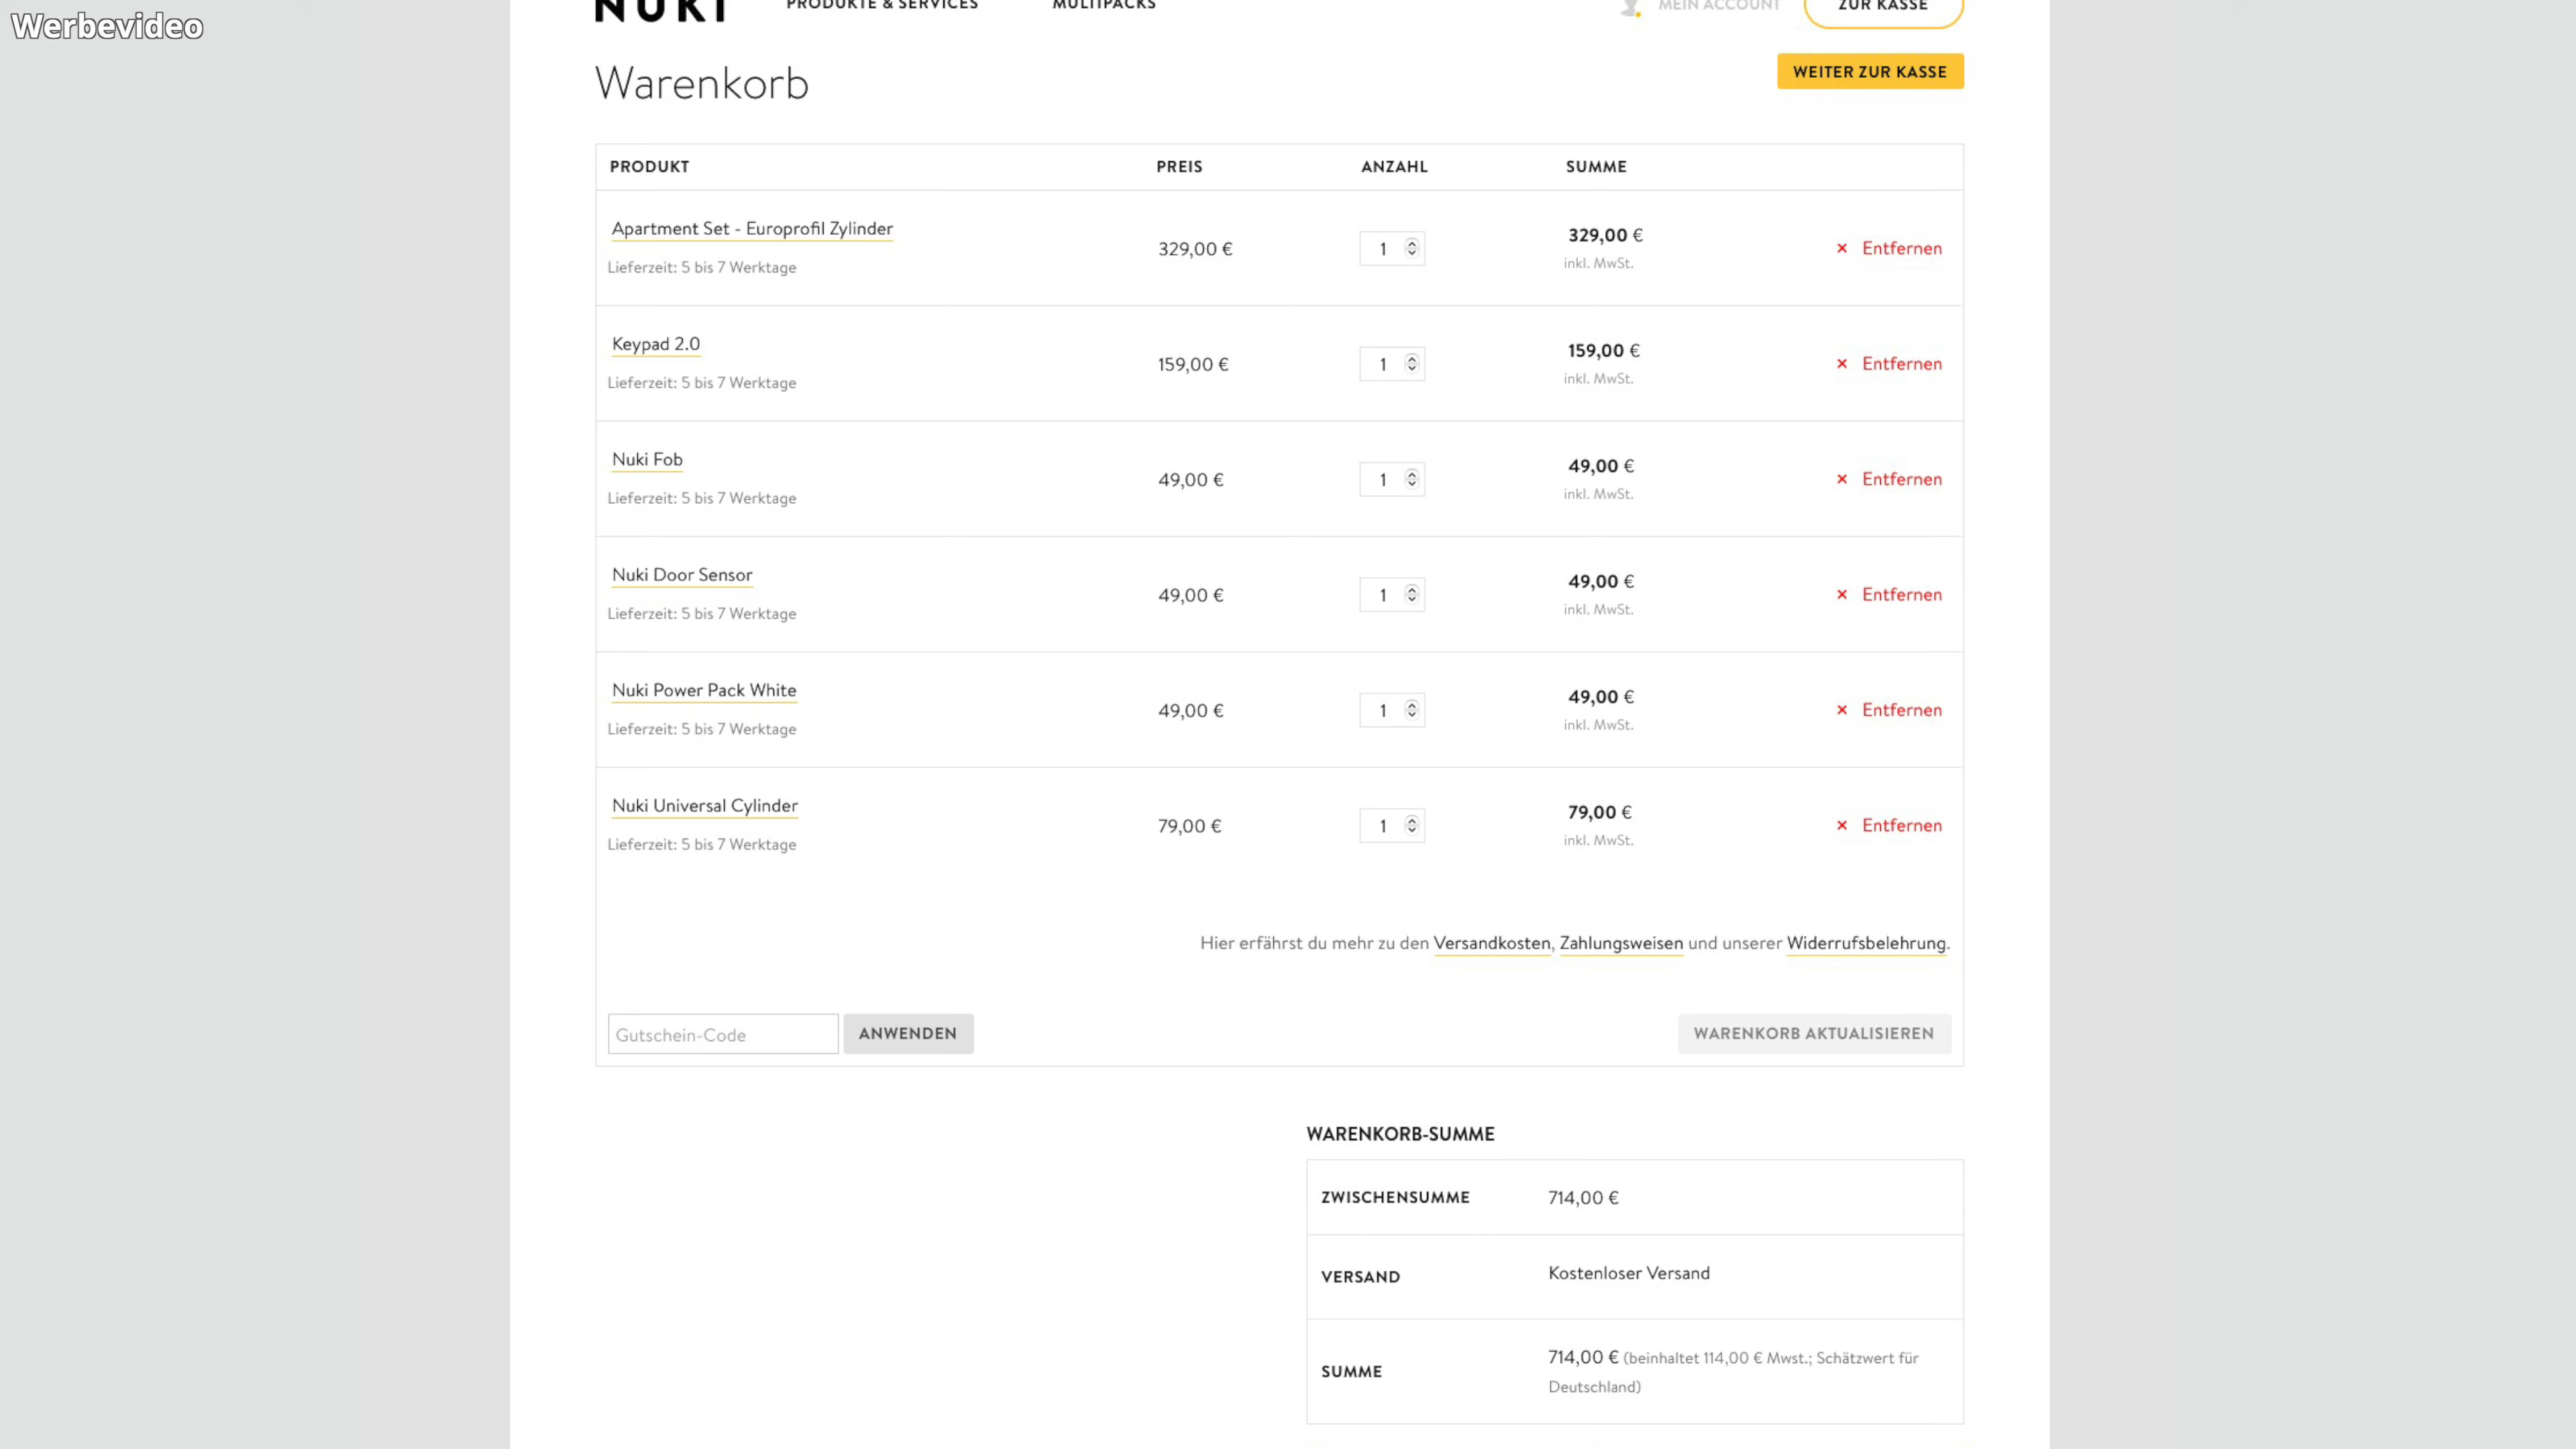 Werbevideo
NUKI PRODUKTE & SERVICES MULTIPACKS MEIN ACCOUNT ZUR KASSE
Warenkorb
WEITER ZUR KASSE
PRODUKT PREIS ANZAHL SUMME
Apartment Set - Europrofil Zylinder
Lieferzeit: 5 bis 7 Werktage
329,00 € 1 329,00 €
inkl. MwSt.
× Entfernen
Keypad 2.0
Lieferzeit: 5 bis 7 Werktage
159,00 € 1 159,00 €
inkl. MwSt.
× Entfernen
Nuki Fob
Lieferzeit: 5 bis 7 Werktage
49,00 € 1 49,00 €
inkl. MwSt.
× Entfernen
Nuki Door Sensor
Lieferzeit: 5 bis 7 Werktage
49,00 € 1 49,00 €
inkl. MwSt.
× Entfernen
Nuki Power Pack White
Lieferzeit: 5 bis 7 Werktage
49,00 € 1 49,00 €
inkl. MwSt.
× Entfernen
Nuki Universal Cylinder
Lieferzeit: 5 bis 7 Werktage
79,00 € 1 79,00 €
inkl. MwSt.
× Entfernen
Hier erfährst du mehr zu den Versandkosten, Zahlungsweisen und unserer Widerrufsbelehrung.
Gutschein-Code ANWENDEN WARENKORB AKTUALISIEREN
WARENKORB-SUMME
ZWISCHENSUMME 714,00 €
VERSAND Kostenloser Versand
SUMME 714,00 € (beinhaltet 114,00 € Mwst.; Schätzwert für
Deutschland)